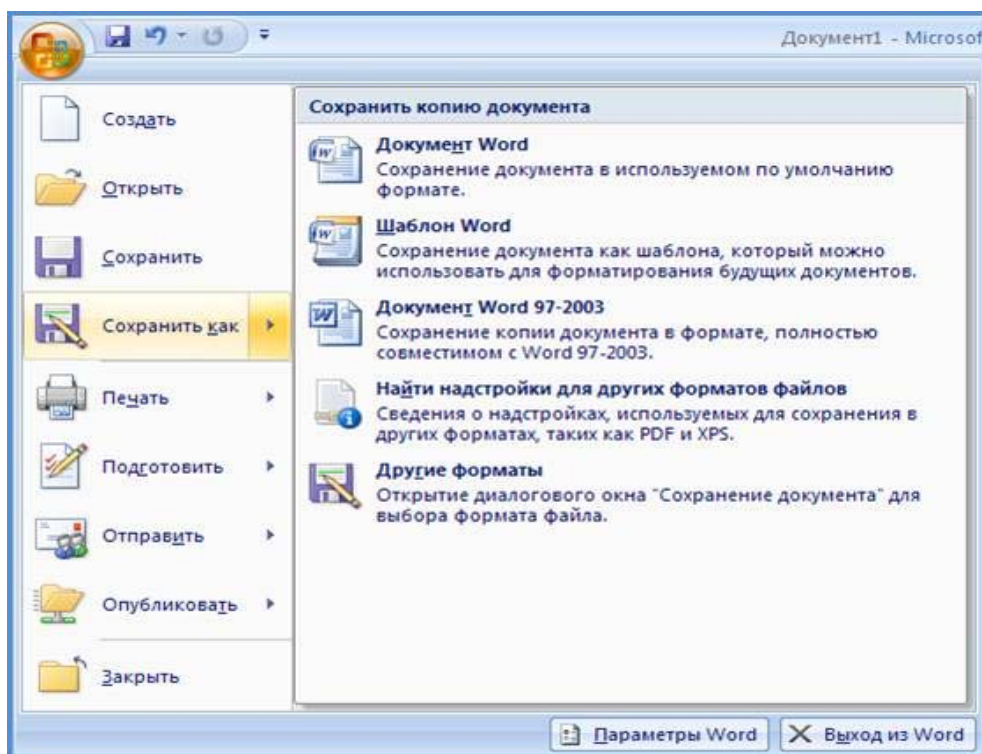 Документ1 - Microsof
Создать
Открыть
Сохранить
Сохранить как
Печать
Подготовить
Отправить
Опубликовать
Закрыть
Сохранить копию документа
Документ Word
Сохранение документа в используемом по умолчанию
формате.
Шаблон Word
Сохранение документа как шаблона, который можно
использовать для форматирования будущих документов.
Документ Word 97-2003
Сохранение копии документа в формате, полностью
совместимом с Word 97-2003.
Найти надстройки для других форматов файлов
Сведения о надстройках, используемых для сохранения в
других форматах, таких как PDF и XPS.
Другие форматы
Открытие диалогового окна "Сохранение документа" для
выбора формата файла.
Параметры Word
Выход из Word